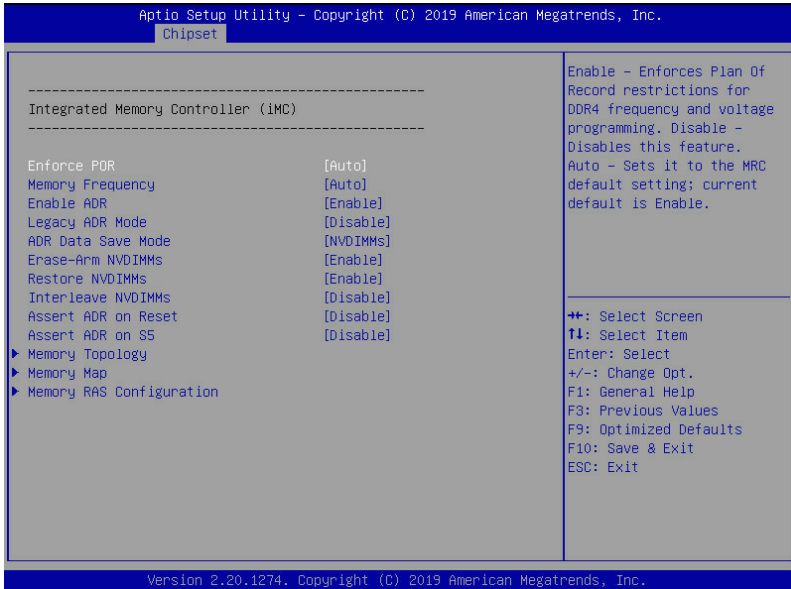 Aptio Setup Utility – Copyright (C) 2019 American Megatrends, Inc.
Chipset
--------------------------------------------------
Integrated Memory Controller (iMC)
--------------------------------------------------
Enforce POR [Auto]
Memory Frequency [Auto]
Enable ADR [Enable]
Legacy ADR Mode [Disable]
ADR Data Save Mode [NVDIMMs]
Erase-Arm NVDIMMs [Enable]
Restore NVDIMMs [Enable]
Interleave NVDIMMs [Disable]
Assert ADR on Reset [Disable]
Assert ADR on S5 [Disable]
Memory Topology
Memory Map
Memory RAS Configuration
Enable – Enforces Plan Of
Record restrictions for
DDR4 frequency and voltage
programming. Disable –
Disables this feature.
Auto – Sets it to the MRC
default setting; current
default is Enable.
→←: Select Screen
↑↓: Select Item
Enter: Select
+/-: Change Opt.
F1: General Help
F3: Previous Values
F9: Optimized Defaults
F10: Save & Exit
ESC: Exit
Version 2.20.1274. Copyright (C) 2019 American Megatrends, Inc.